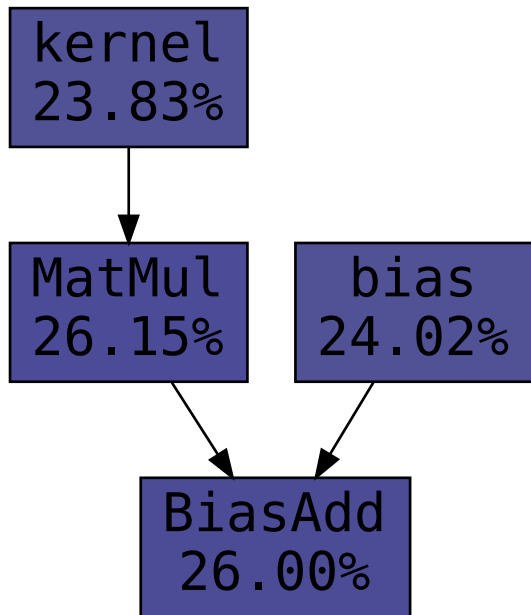 kernel
23.83%
MatMul
26.15%
bias
24.02%
BiasAdd
26.00%